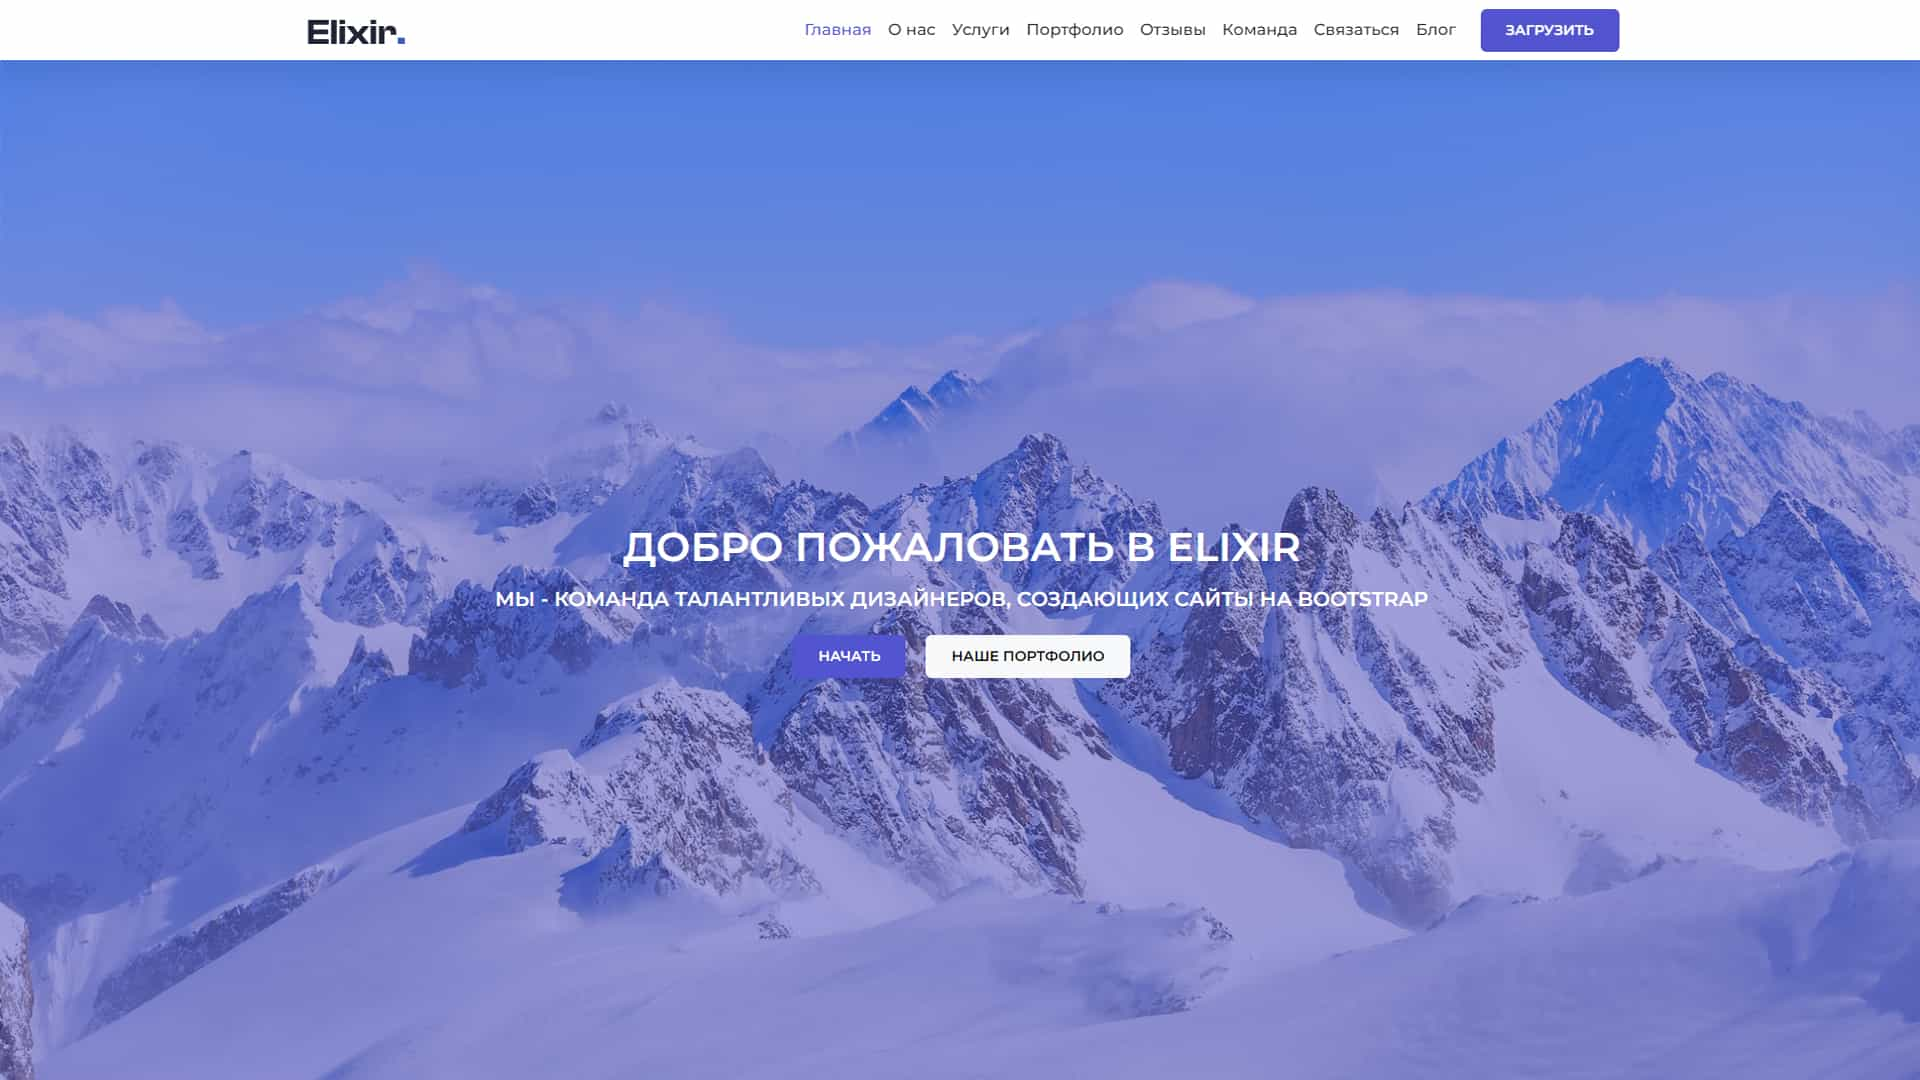 Elixir.
Главная О нас Услуги Портфолио Отзывы Команда Связаться Блог ЗАГРУЗИТЬ
ДОБРО ПОЖАЛОВАТЬ В ELIXIR
МЫ - КОМАНДА ТАЛАНТЛИВЫХ ДИЗАЙНЕРОВ, СОЗДАЮЩИХ САЙТЫ НА BOOTSTRAP
НАЧАТЬ НАШЕ ПОРТФОЛИО